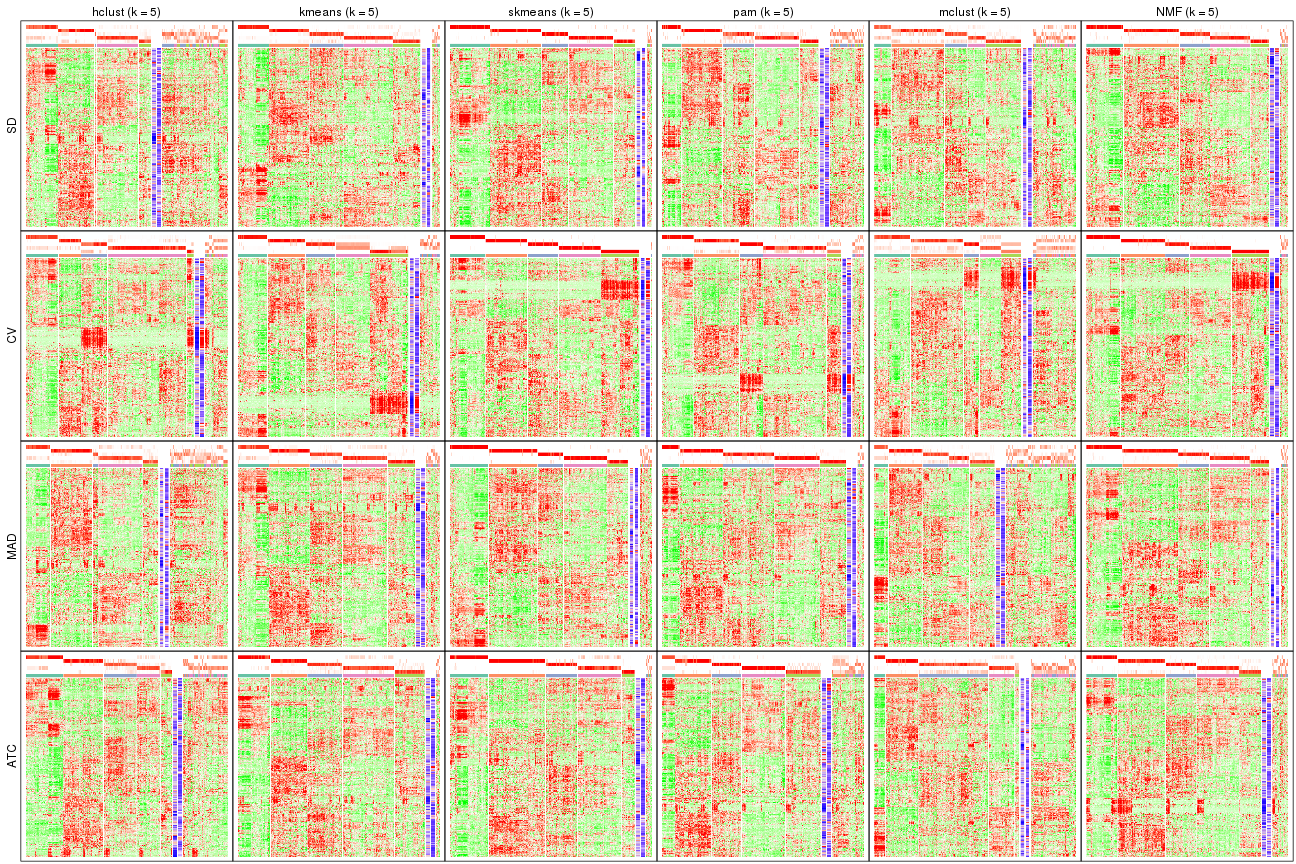 hclust (k = 5) kmeans (k = 5) skmeans (k = 5) pam (k = 5) mclust (k = 5) NMF (k = 5)
SD
CV
MAD
ATC